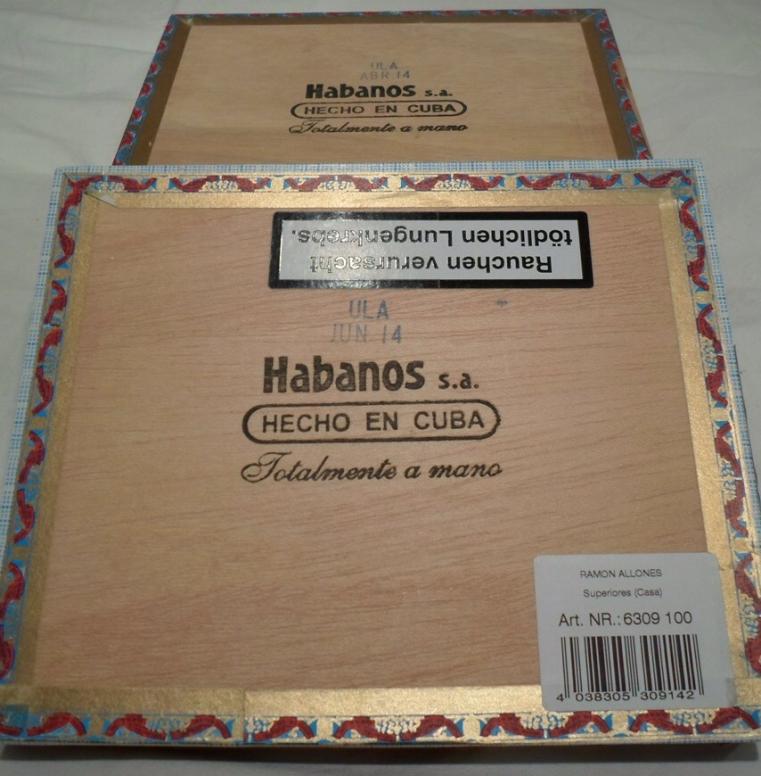 ULA
ABR 14
Habanos s.a.
HECHO EN CUBA
Totalmente a mano
Rauchen verursacht
tödlichen Lungenkrebs.
ULA
JUN 14
Habanos s.a.
HECHO EN CUBA
Totalmente a mano
RAMON ALLONES
Superiores (Casa)
Art. NR.: 6309 100
4 038305 309142